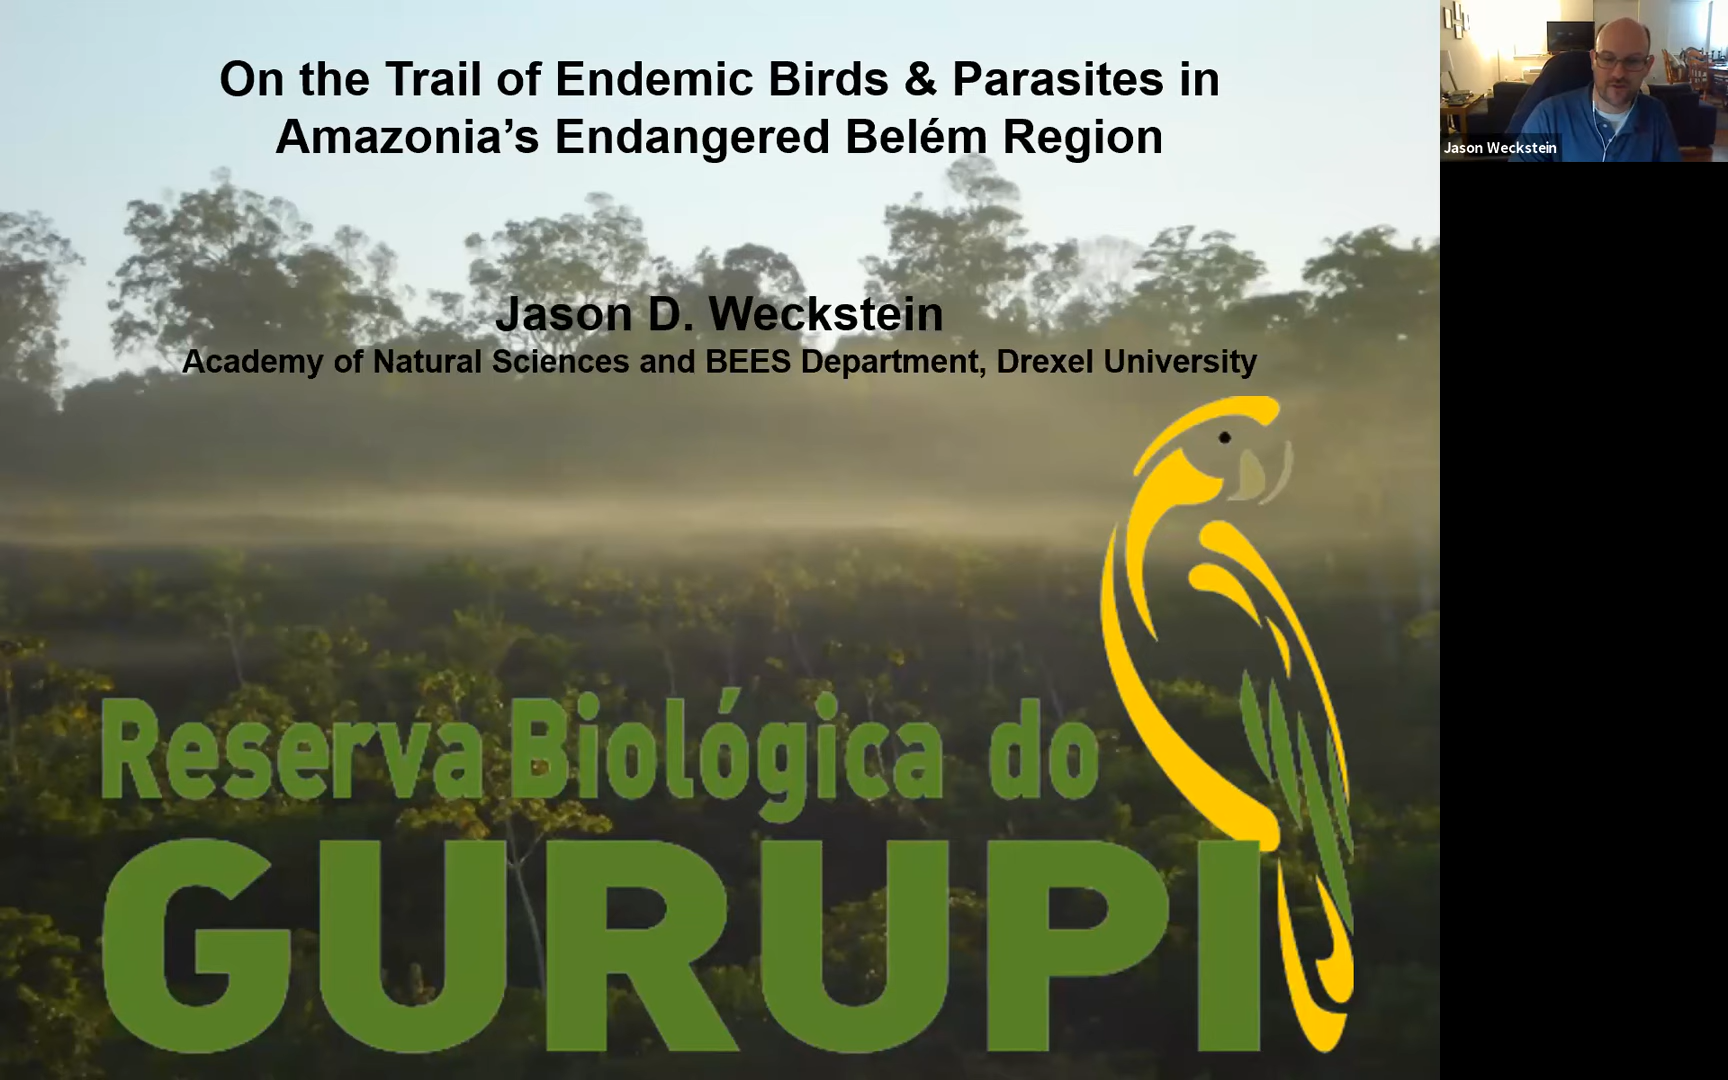 On the Trail of Endemic Birds & Parasites in
Amazonia’s Endangered Belém Region
Jason D. Weckstein
Academy of Natural Sciences and BEES Department, Drexel University
Reserva Biológica do
GURUPI
Jason Weckstein